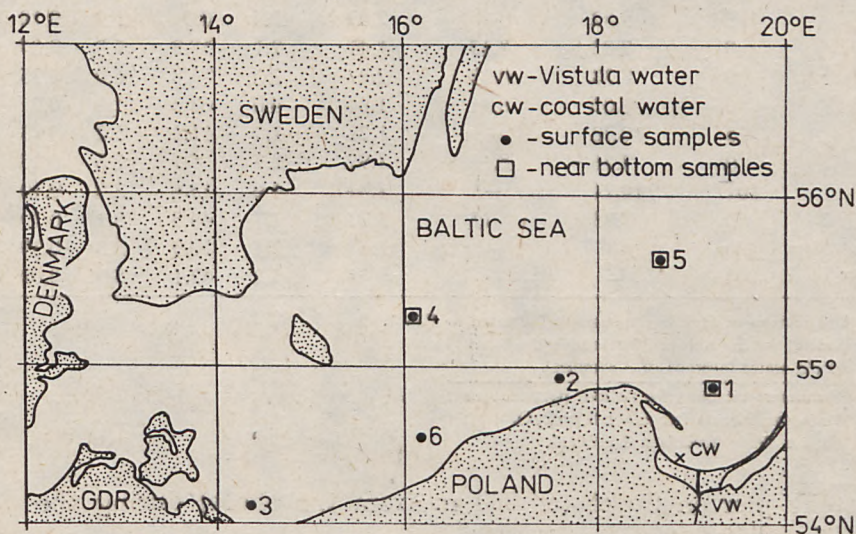 12°E 14° 16° 18° 20°E
vw-Vistula water
cw-coastal water
• -surface samples
□ -near bottom samples
SWEDEN
56°N
BALTIC SEA
DENMARK
5
4
55°
2
1
6
cw
POLAND
GDR
3
vw
54°N